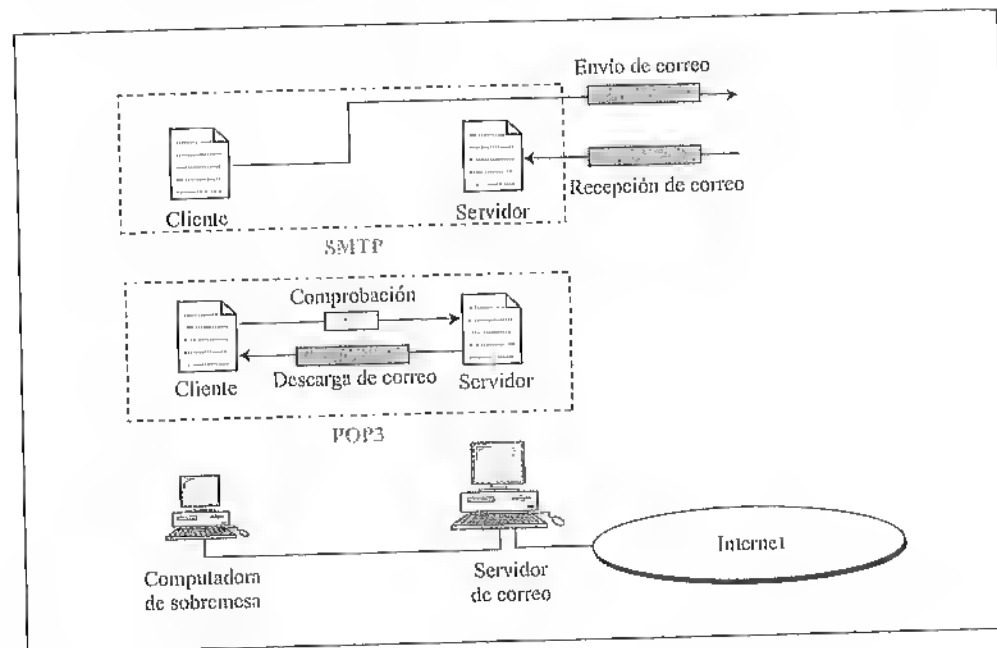 Envío de correo
Recepción de correo
Cliente
Servidor
SMTP
Comprobación
Descarga de correo
Cliente
Servidor
POP3
Computadora
de sobremesa
Servidor
de correo
Internet